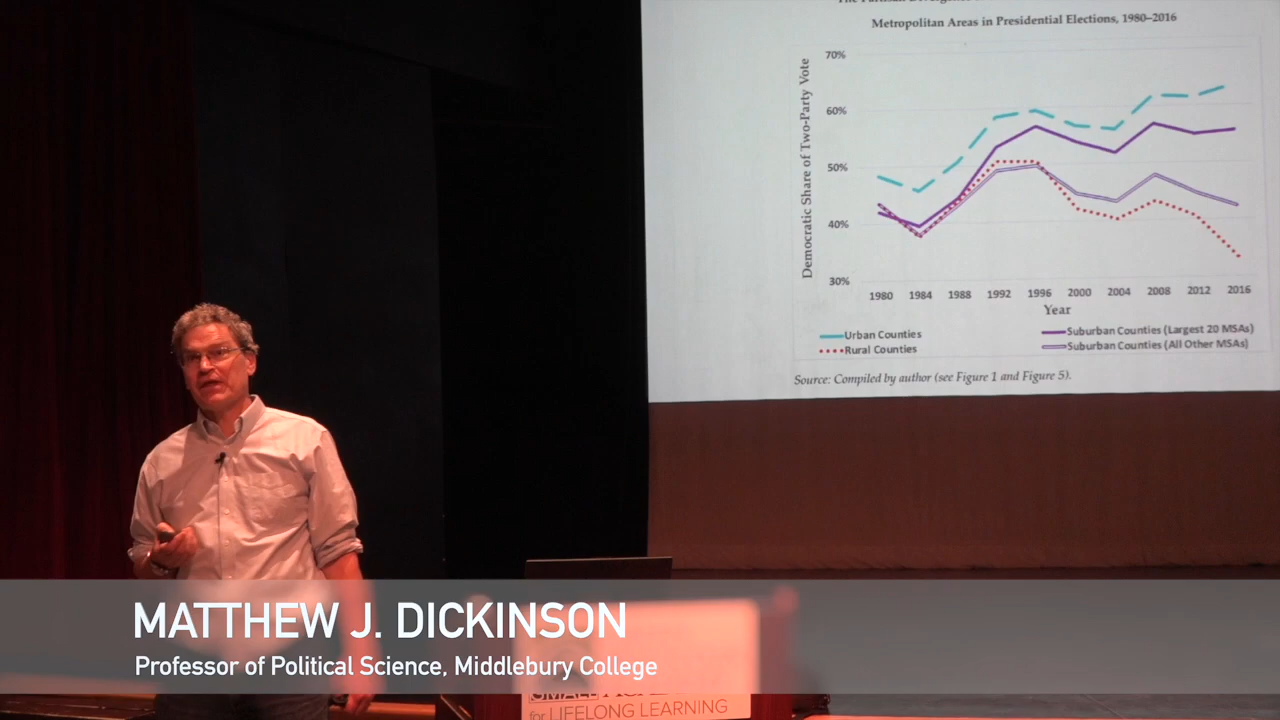 The Partisan Divergence
Metropolitan Areas in Presidential Elections, 1980–2016
Democratic Share of Two-Party Vote
70%
60%
50%
40%
30%
1980 1984 1988 1992 1996 2000 2004 2008 2012 2016
Year
Urban Counties
Suburban Counties (Largest 20 MSAs)
Rural Counties
Suburban Counties (All Other MSAs)
Source: Compiled by author (see Figure 1 and Figure 5).
MATTHEW J. DICKINSON
Professor of Political Science, Middlebury College
for LIFELONG LEARNING